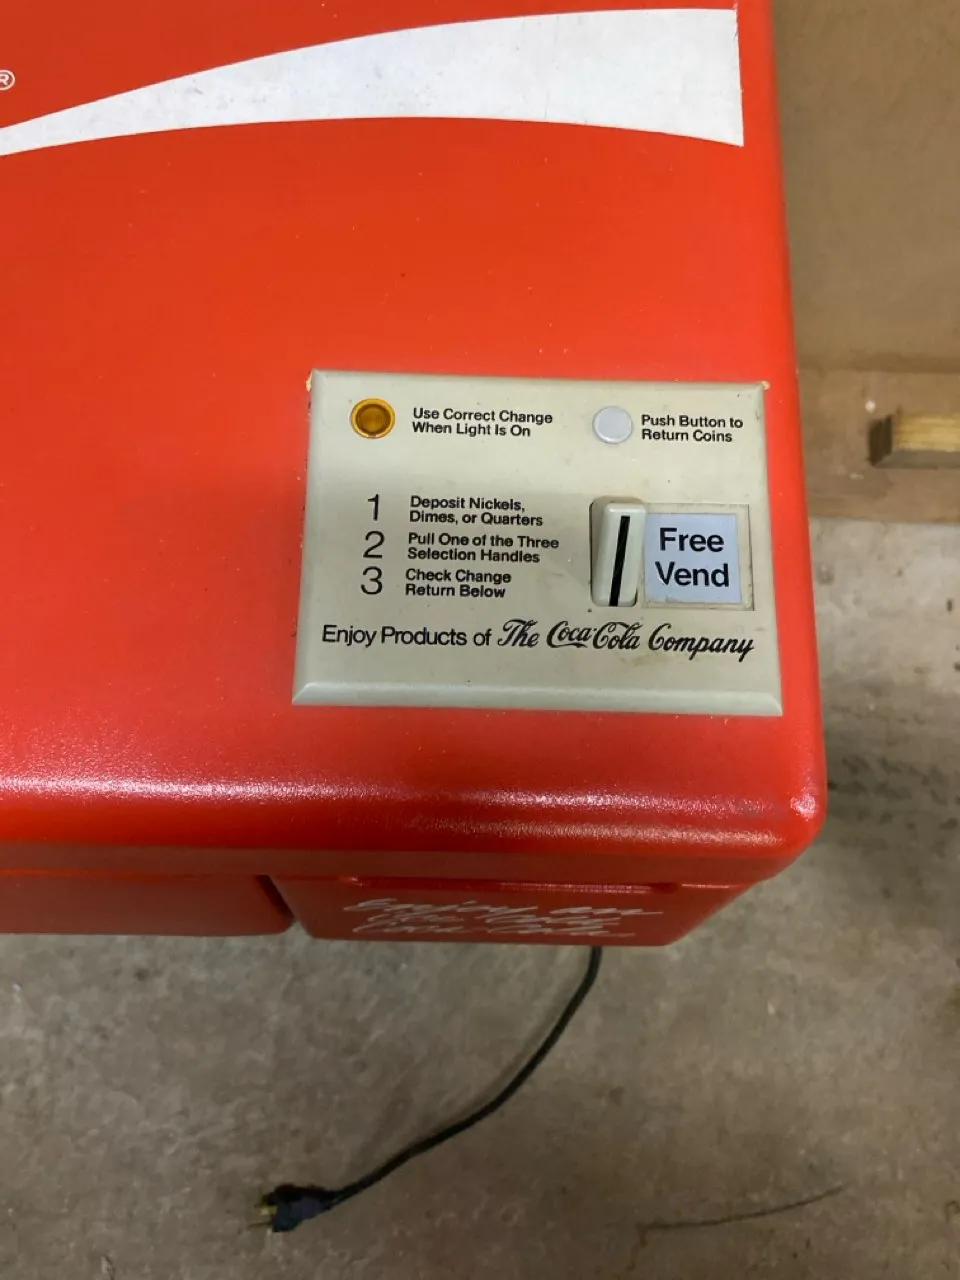 ®
Use Correct Change
When Light Is On
Push Button to
Return Coins
1 Deposit Nickels,
Dimes, or Quarters
2 Pull One of the Three
Selection Handles
3 Check Change
Return Below
Free
Vend
Enjoy Products of The Coca-Cola Company